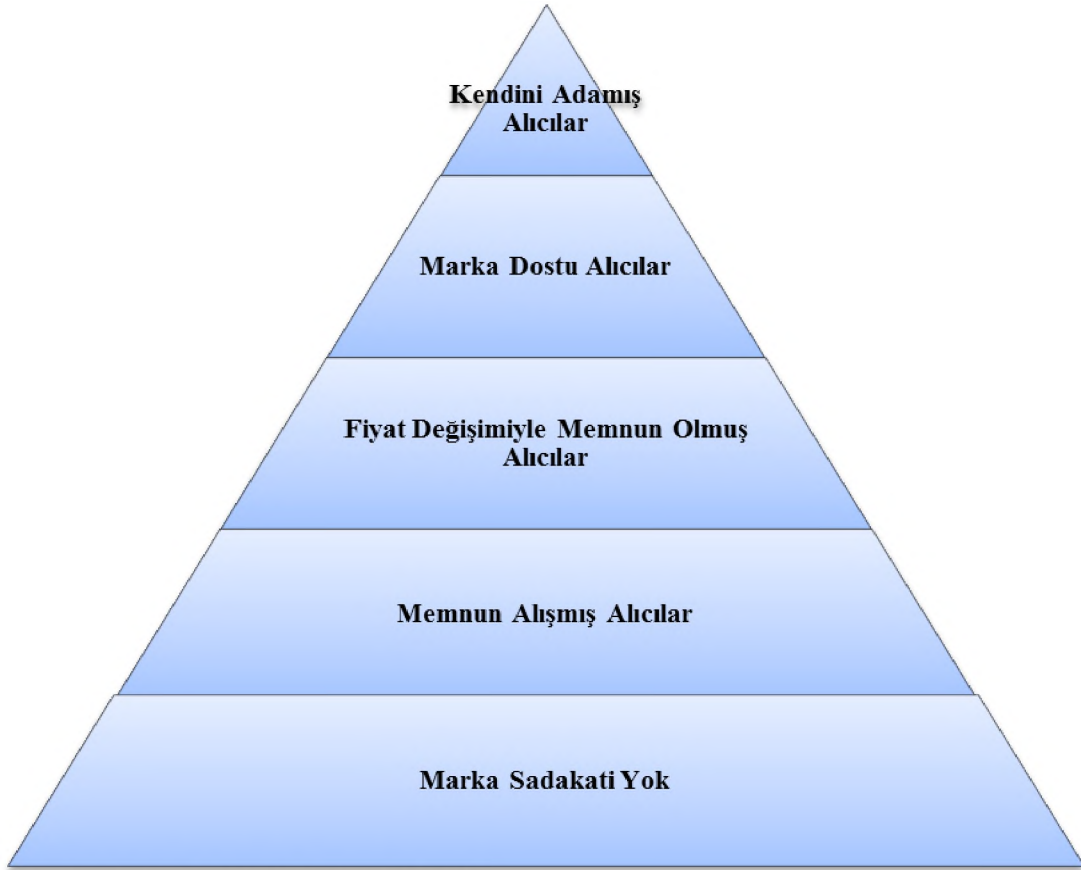 Kendini Adamış
Alıcılar
Marka Dostu Alıcılar
Fiyat Değişimiyle Memnun Olmuş
Alıcılar
Memnun Alışmış Alıcılar
Marka Sadakati Yok